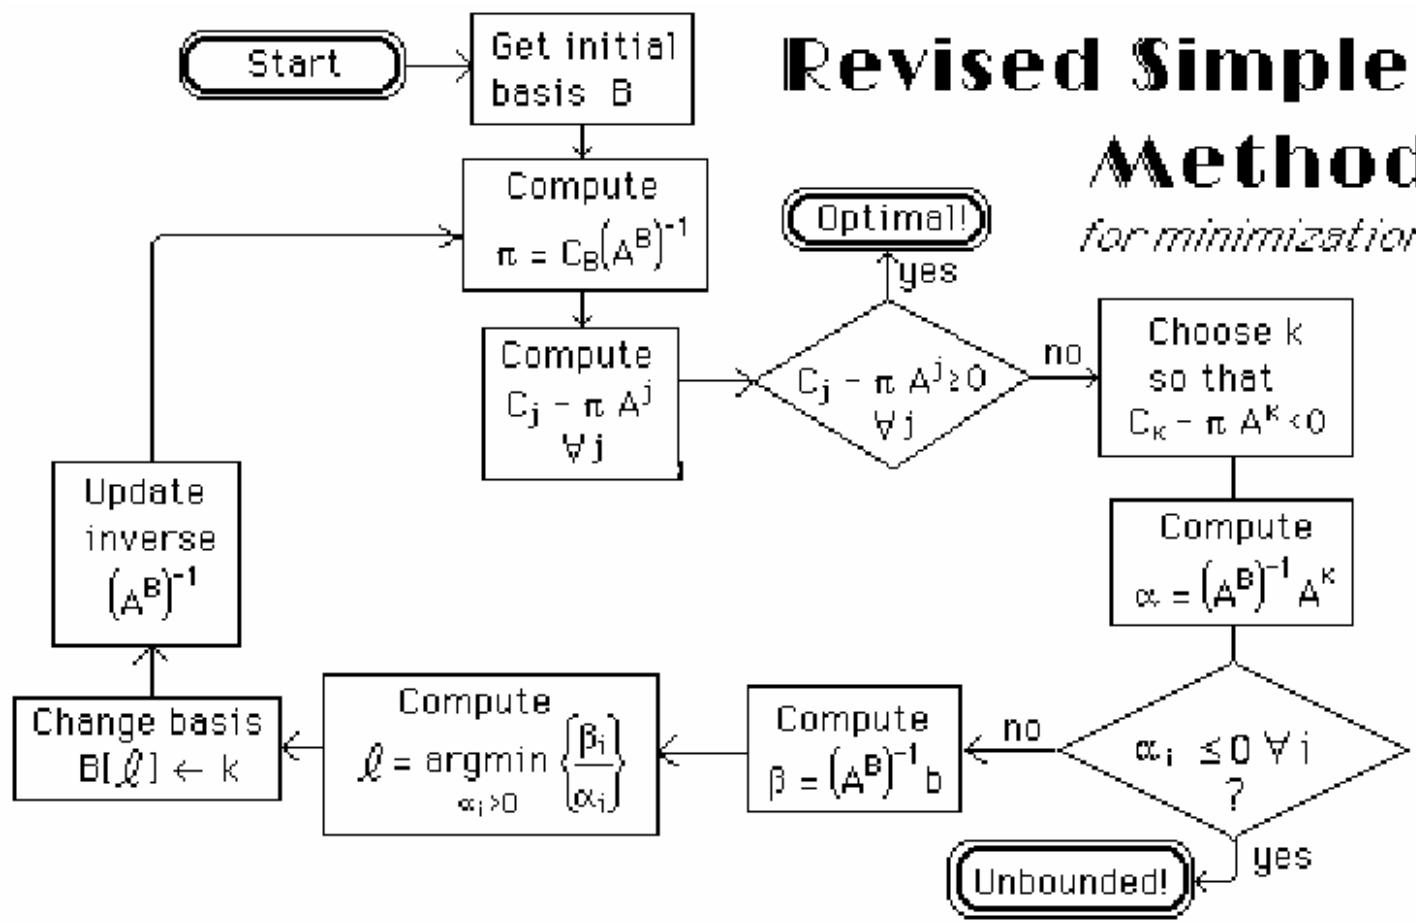 Revised Simple
Method
for minimization
Start
Get initial
basis B
Compute
π = C_B(A^B)^-1
Compute
C_j - π A^j
∀ j
C_j - π A^j ≥ 0
∀ j
yes
Optimal!
no
Choose k
so that
C_K - π A^K < 0
Compute
α = (A^B)^-1 A^K
α_i ≤ 0 ∀ i
?
yes
Unbounded!
no
Compute
β = (A^B)^-1 b
Compute
ℓ = argmin {β_i/α_i}
α_i > 0
Change basis
B[ℓ] ← k
Update
inverse
(A^B)^-1